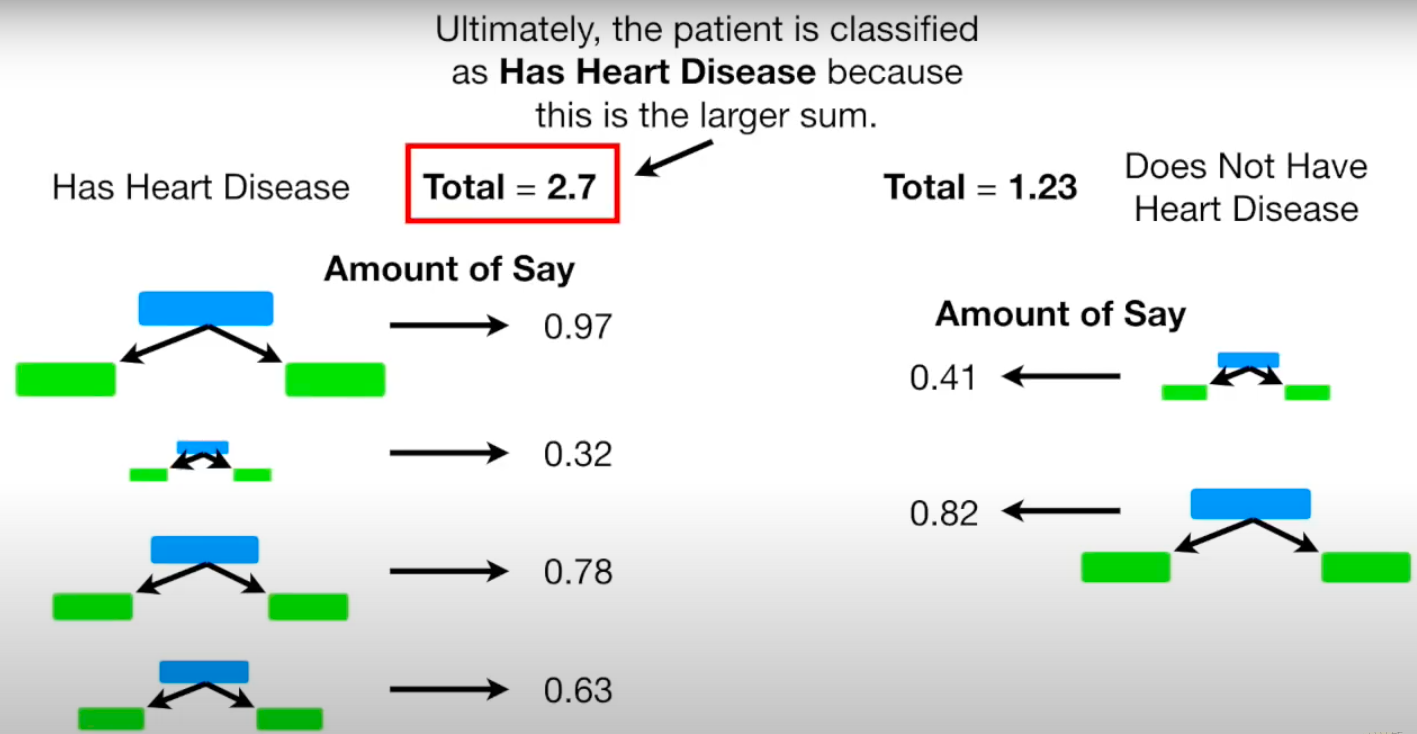 Ultimately, the patient is classified
as Has Heart Disease because
this is the larger sum.
Has Heart Disease
Total = 2.7
Total = 1.23
Does Not Have
Heart Disease
Amount of Say
0.97
0.32
0.78
0.63
Amount of Say
0.41
0.82